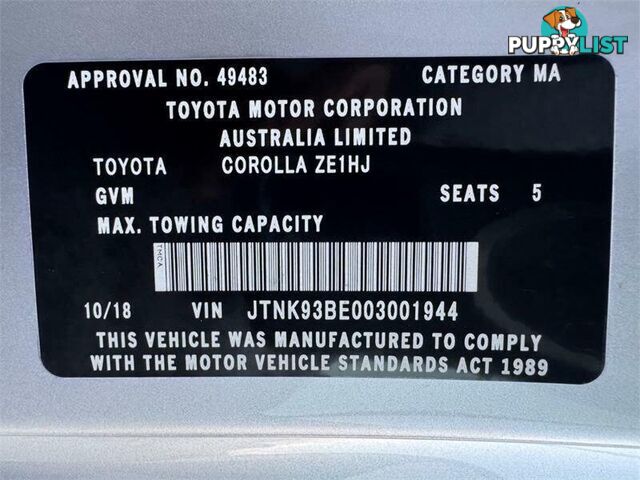 PUPPYLIST
APPROVAL NO. 49483 CATEGORY MA
TOYOTA MOTOR CORPORATION
AUSTRALIA LIMITED
TOYOTA COROLLA ZE1HJ
GVM SEATS 5
MAX. TOWING CAPACITY
TMCA
10/18 VIN JTNK93BE003001944
THIS VEHICLE WAS MANUFACTURED TO COMPLY
WITH THE MOTOR VEHICLE STANDARDS ACT 1989